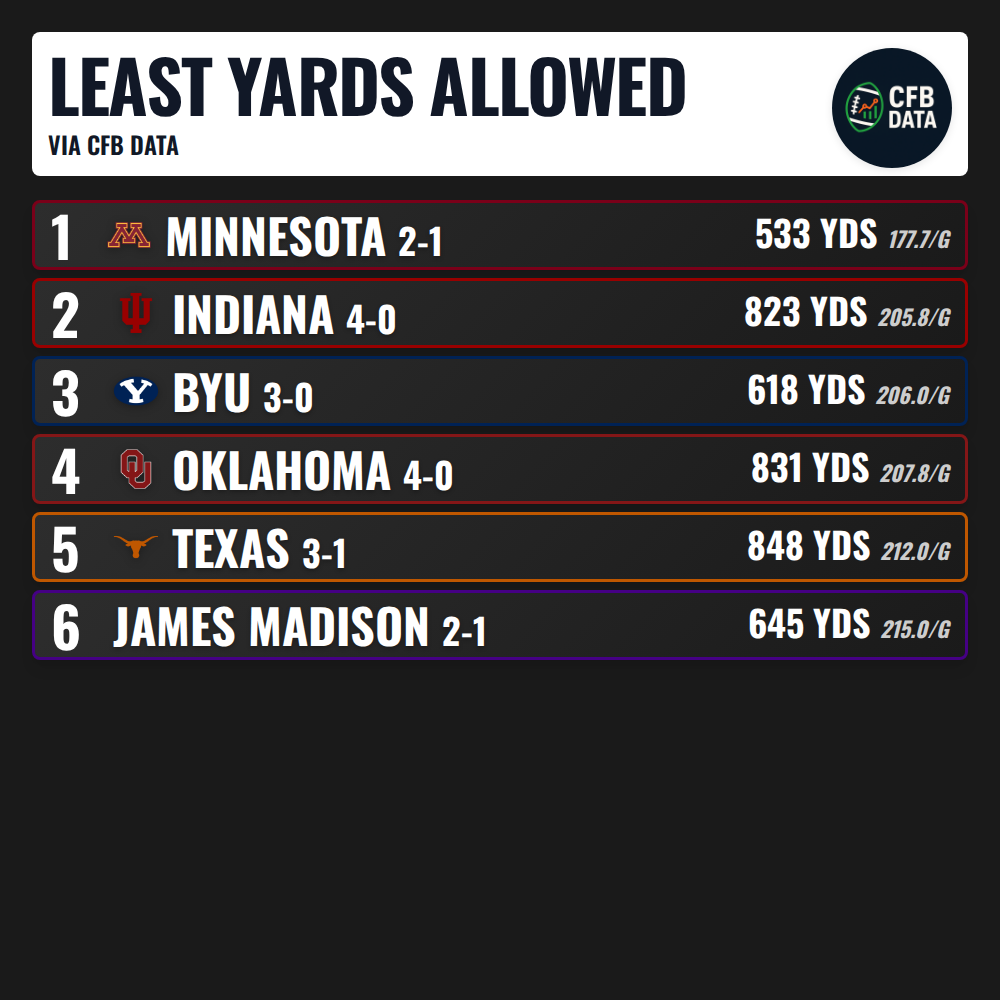 LEAST YARDS ALLOWED
VIA CFB DATA
CFB
DATA
1 MINNESOTA 2-1 533 YDS 177.7/G
2 INDIANA 4-0 823 YDS 205.8/G
3 Y BYU 3-0 618 YDS 206.0/G
4 OU OKLAHOMA 4-0 831 YDS 207.8/G
5 TEXAS 3-1 848 YDS 212.0/G
6 JAMES MADISON 2-1 645 YDS 215.0/G